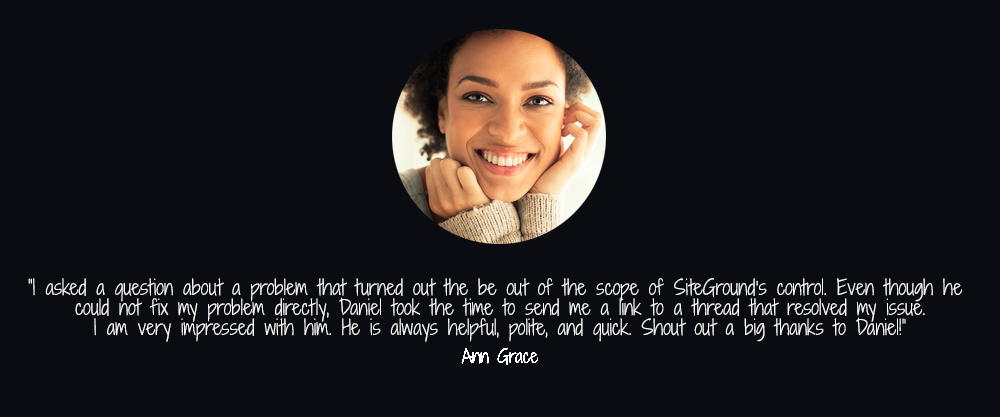 "I asked a question about a problem that turned out the be out of the scope of SiteGround's control. Even though he
could not fix my problem directly, Daniel took the time to send me a link to a thread that resolved my issue.
I am very impressed with him. He is always helpful, polite, and quick. Shout out a big thanks to Daniel!"
Ann Grace